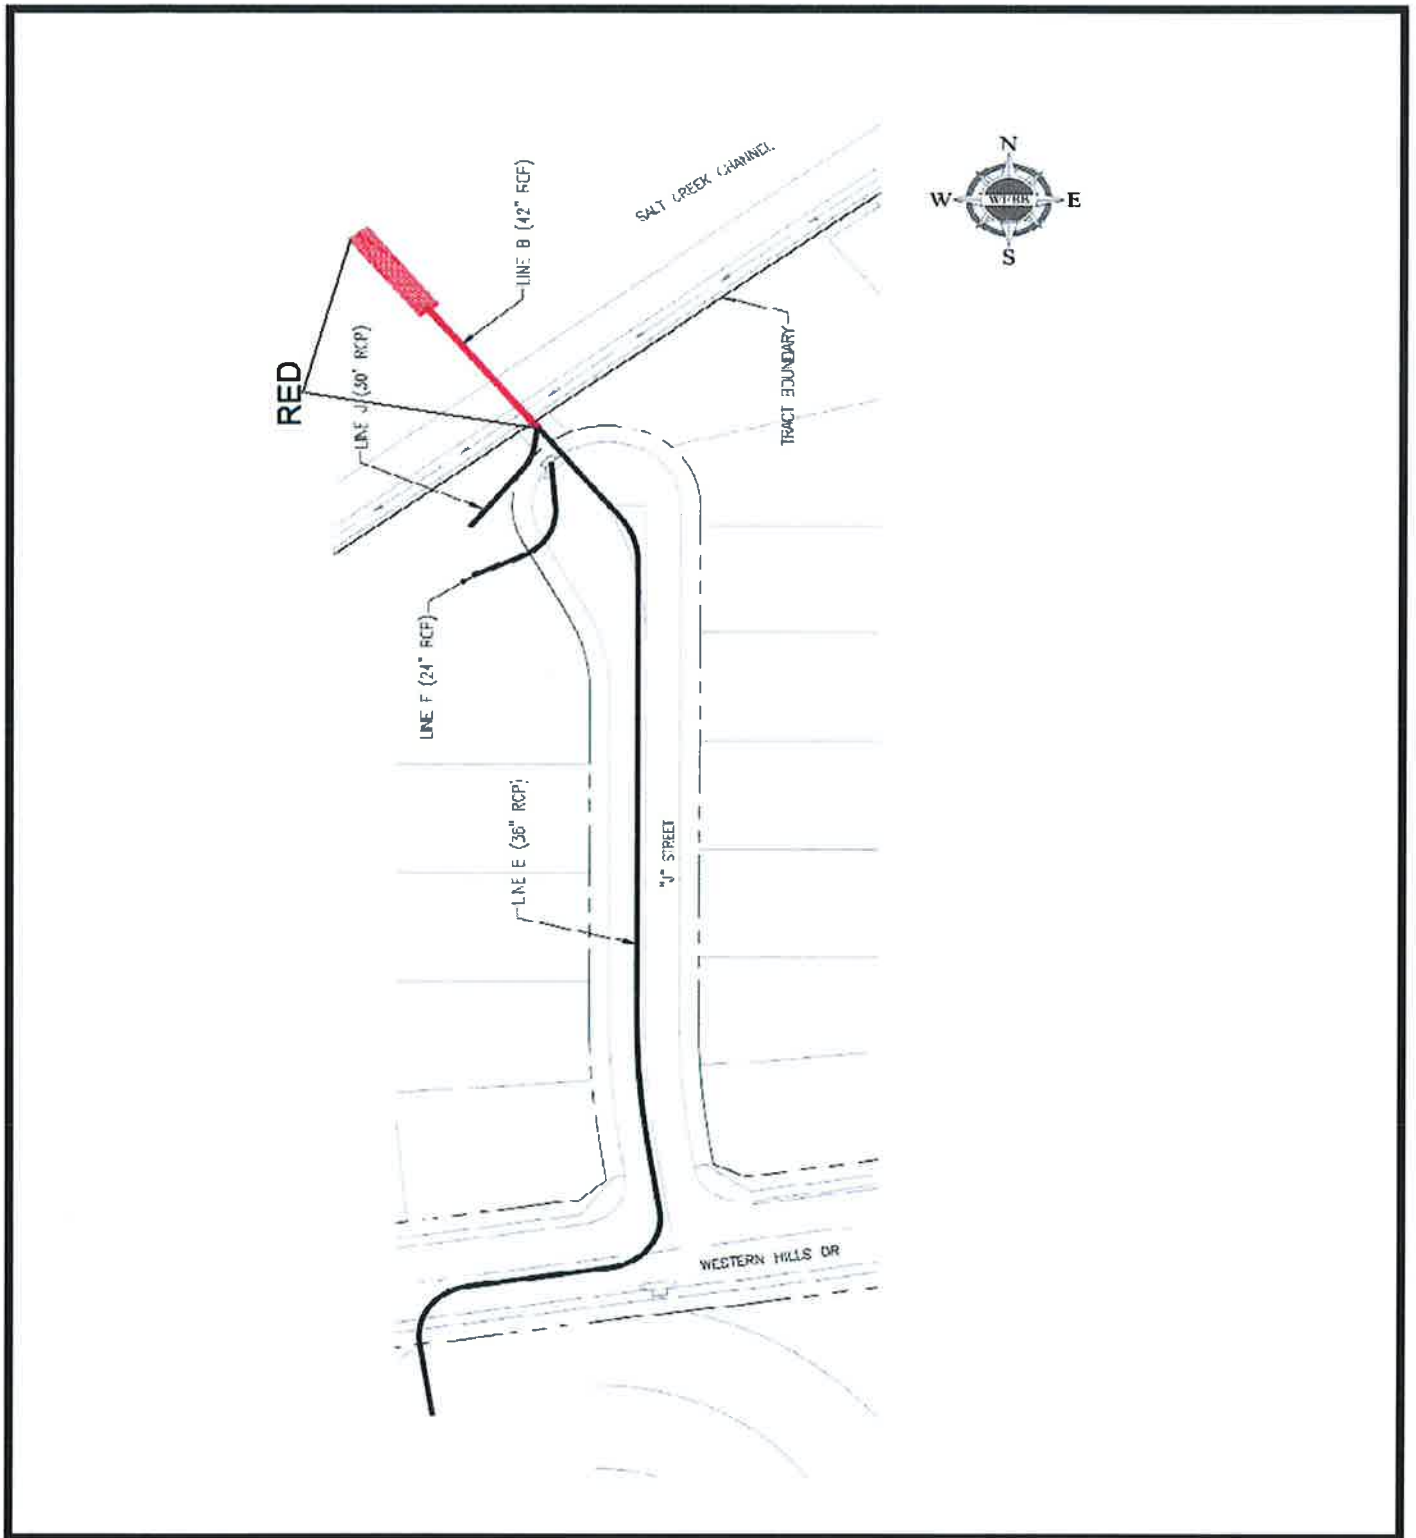 N
W
E
S
SALT CREEK CHANNEL
LINE B (42" RCP)
RED
LINE J (30" RCP)
TRACT BOUNDARY
LINE F (24" RCP)
LINE E (36" RCP)
"J" STREET
WESTERN HILLS DR